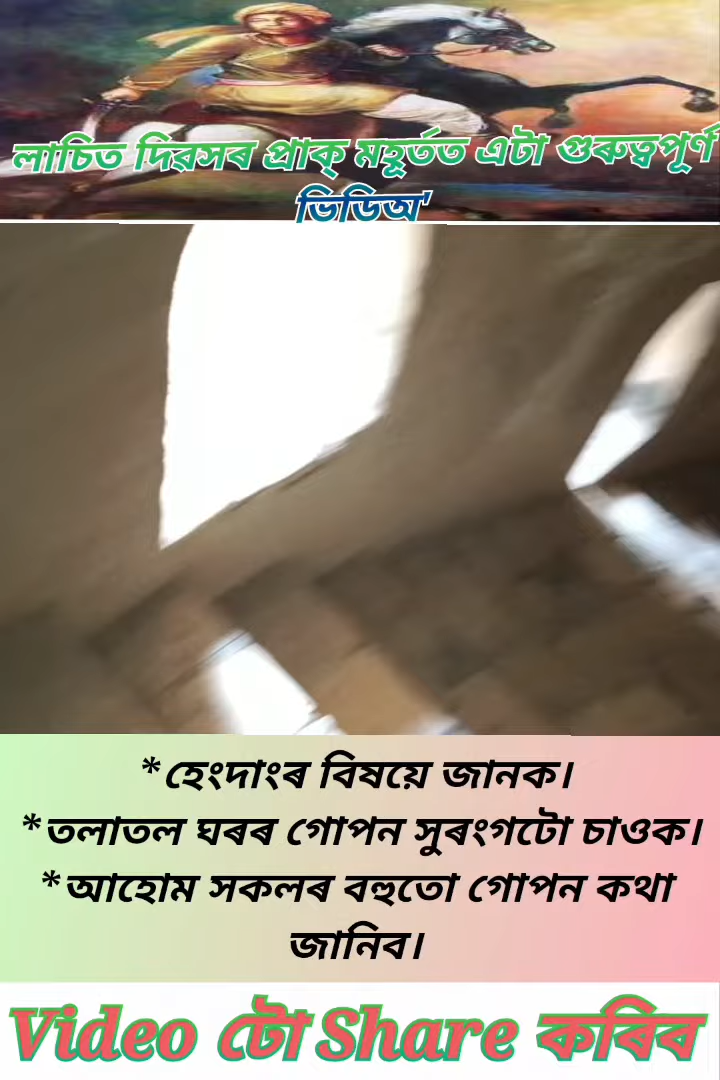 লাচিত দিৱসৰ প্ৰাক্ মহূৰ্তত এটা গুৰুত্বপূৰ্ণ
ভিডিঅ'
*হেংদাংৰ বিষয়ে জানক।
*তলাতল ঘৰৰ গোপন সুৰংগটো চাওক।
*আহোম সকলৰ বহুতো গোপন কথা
জানিব।
Video টো Share কৰিব